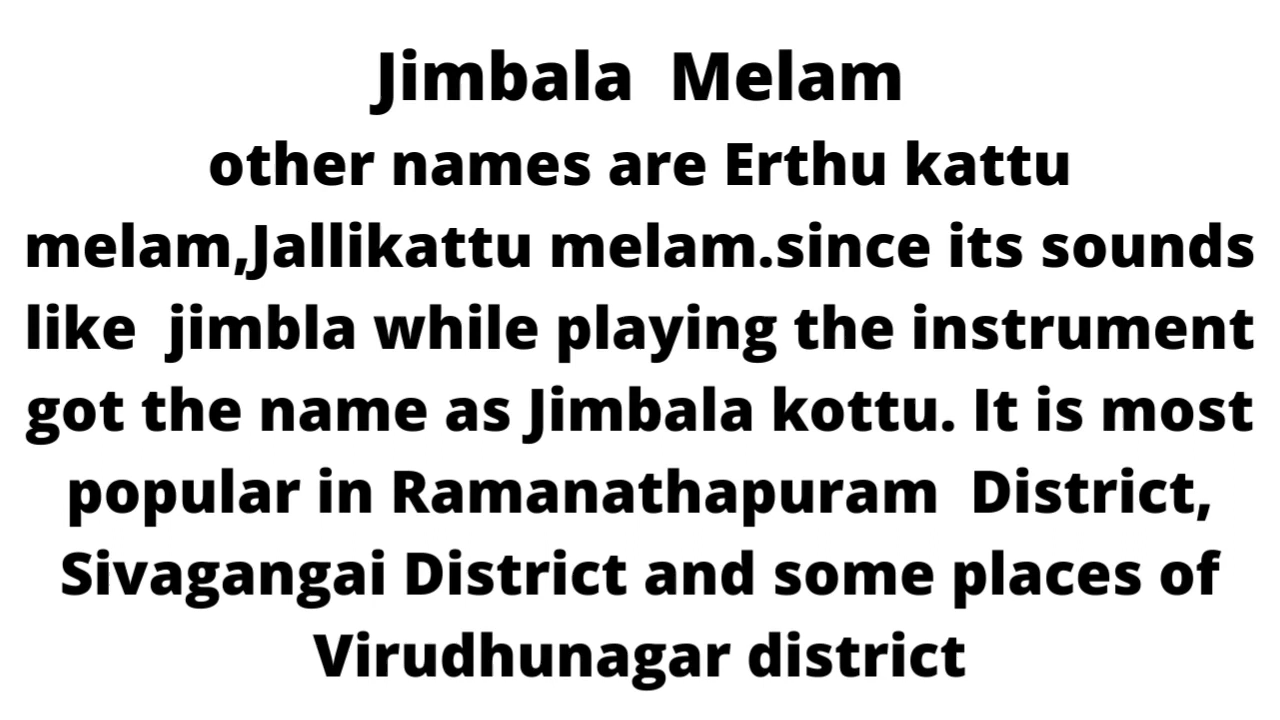 Jimbala  Melam
other names are Erthu kattu
melam,Jallikattu melam.since its sounds
like  jimbla while playing the instrument
got the name as Jimbala kottu. It is most
popular in Ramanathapuram  District,
Sivagangai District and some places of
Virudhunagar district